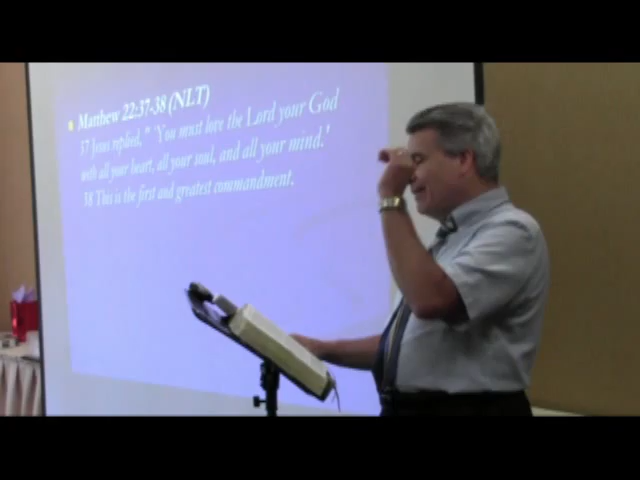 Matthew 22:37-38 (NLT)
37 Jesus replied, " 'You must love the Lord your God
with all your heart, all your soul, and all your mind.'
38 This is the first and greatest commandment.